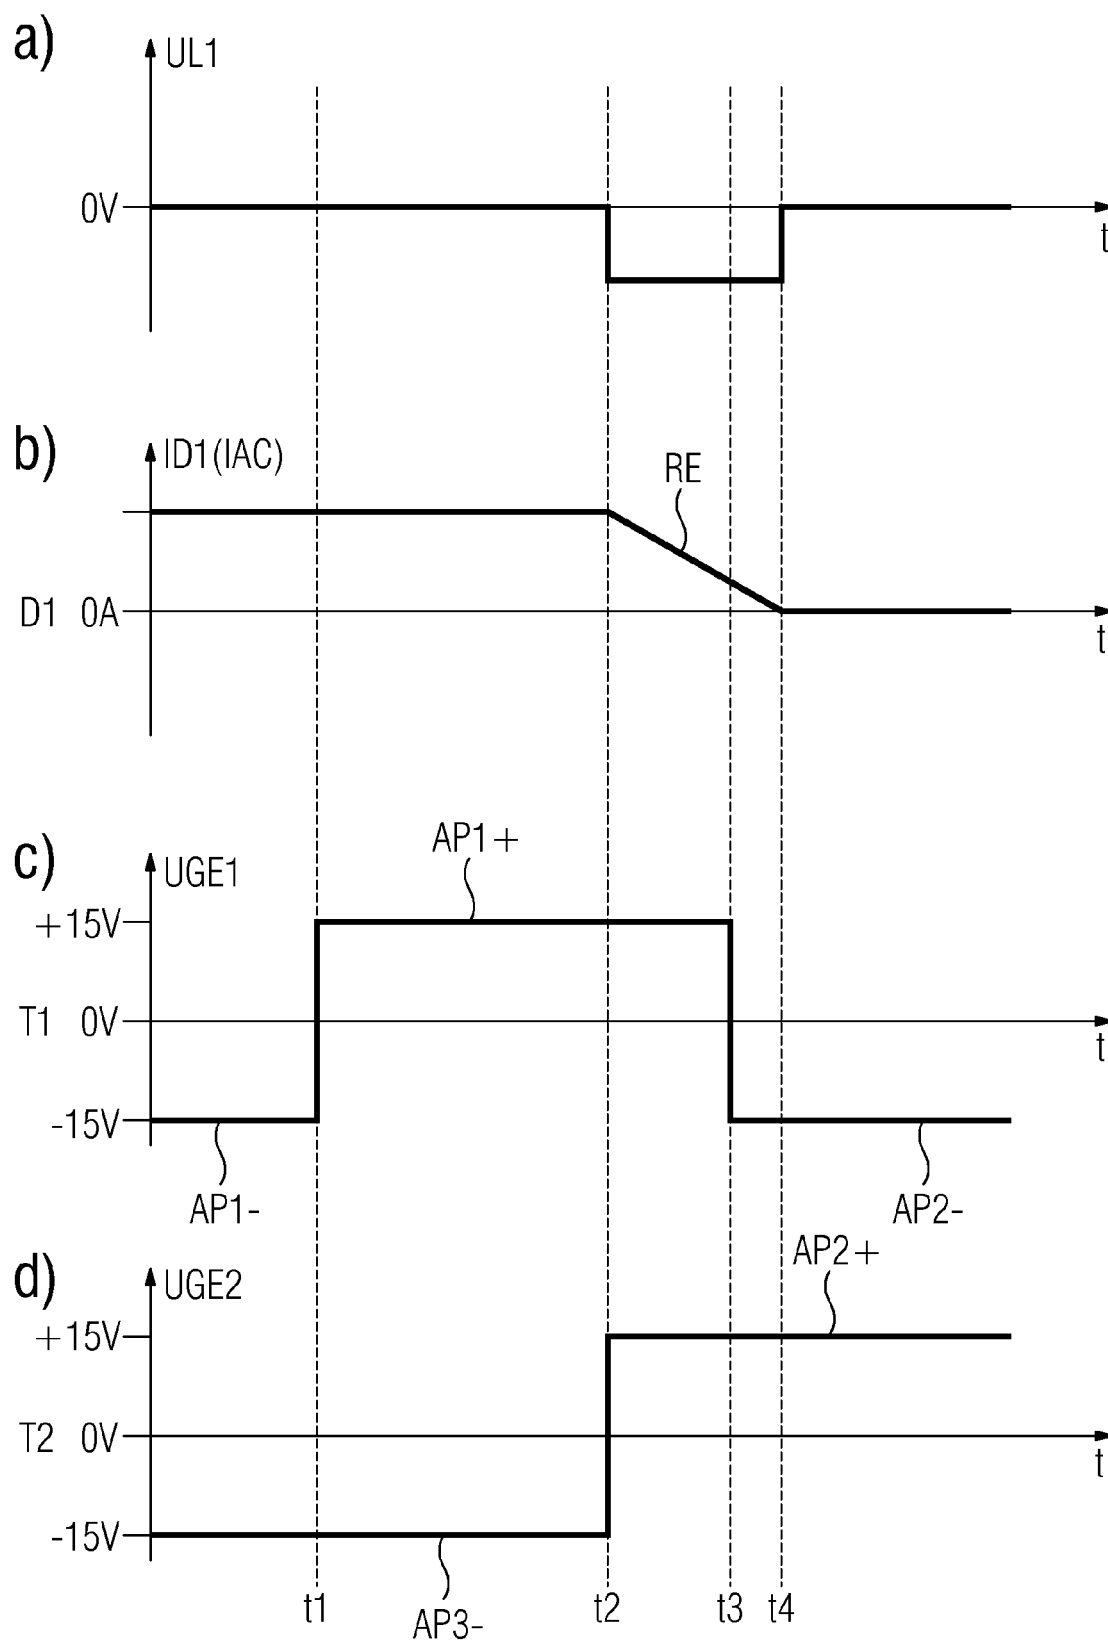 a)
UL1
0V
t
b)
ID1(IAC)
RE
D1 0A
t
c)
UGE1
AP1+
+15V
T1 0V
t
-15V
AP1-
AP2-
d)
UGE2
AP2+
+15V
T2 0V
t
-15V
AP3-
t1 t2 t3 t4